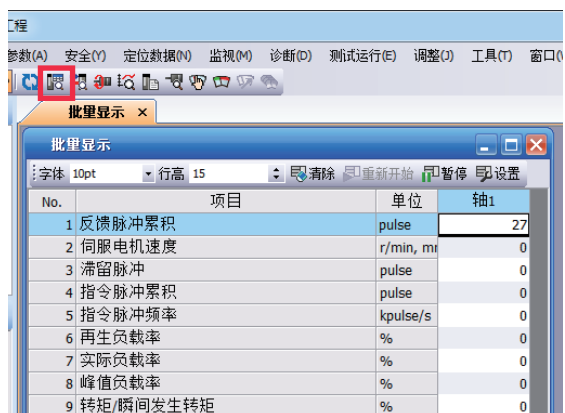 工程
参数(A) 安全(Y) 定位数据(N) 监视(M) 诊断(D) 测试运行(E) 调整(J) 工具(T) 窗口(
批量显示 ×
批量显示
字体 10pt 行高 15 清除 重新开始 暂停 设置
No. 项目 单位 轴1
1 反馈脉冲累积 pulse 27
2 伺服电机速度 r/min, mm 0
3 滞留脉冲 pulse 0
4 指令脉冲累积 pulse 0
5 指令脉冲频率 kpulse/s 0
6 再生负载率 % 0
7 实际负载率 % 0
8 峰值负载率 % 0
9 转矩/瞬间发生转矩 % 0